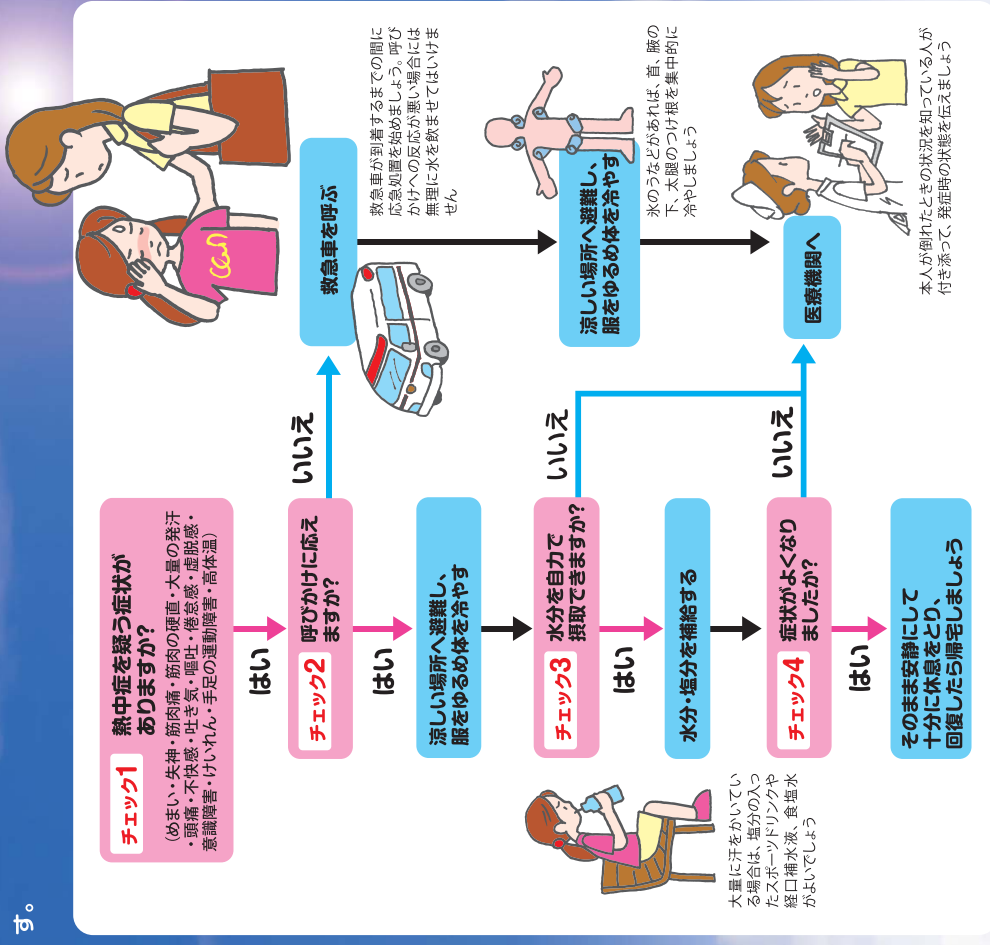 す。
チェック1
熱中症を疑う症状が
ありますか？
（めまい・失神・筋肉痛・筋肉の硬直・大量の発汗
・頭痛・不快感・吐き気・嘔吐・倦怠感・虚脱感・
意識障害・けいれん・手足の運動障害・高体温）
はい
チェック2
呼びかけに応え
ますか？
いいえ
救急車を呼ぶ
救急車が到着するまでの間に
応急処置を始めましょう。呼び
かけへの反応が悪い場合には
無理に水を飲ませてはいけま
せん
はい
涼しい場所へ避難し、
服をゆるめ体を冷やす
涼しい場所へ避難し、
服をゆるめ体を冷やす
氷のうなどがあれば、首、腋の
下、太腿のつけ根を集中的に
冷やしましょう
チェック3
水分を自力で
摂取できますか？
いいえ
はい
水分・塩分を補給する
大量に汗をかいてい
る場合は、塩分の入っ
たスポーツドリンクや
経口補水液、食塩水
がよいでしょう
チェック4
症状がよくなり
ましたか？
いいえ
医療機関へ
本人が倒れたときの状況を知っている人が
付き添って、発症時の状態を伝えましょう
はい
そのまま安静にして
十分に休息をとり、
回復したら帰宅しましょう